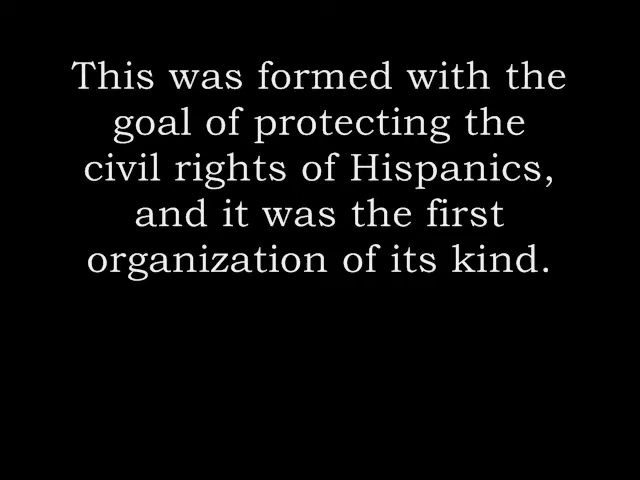 This was formed with the
goal of protecting the
civil rights of Hispanics,
and it was the first
organization of its kind.